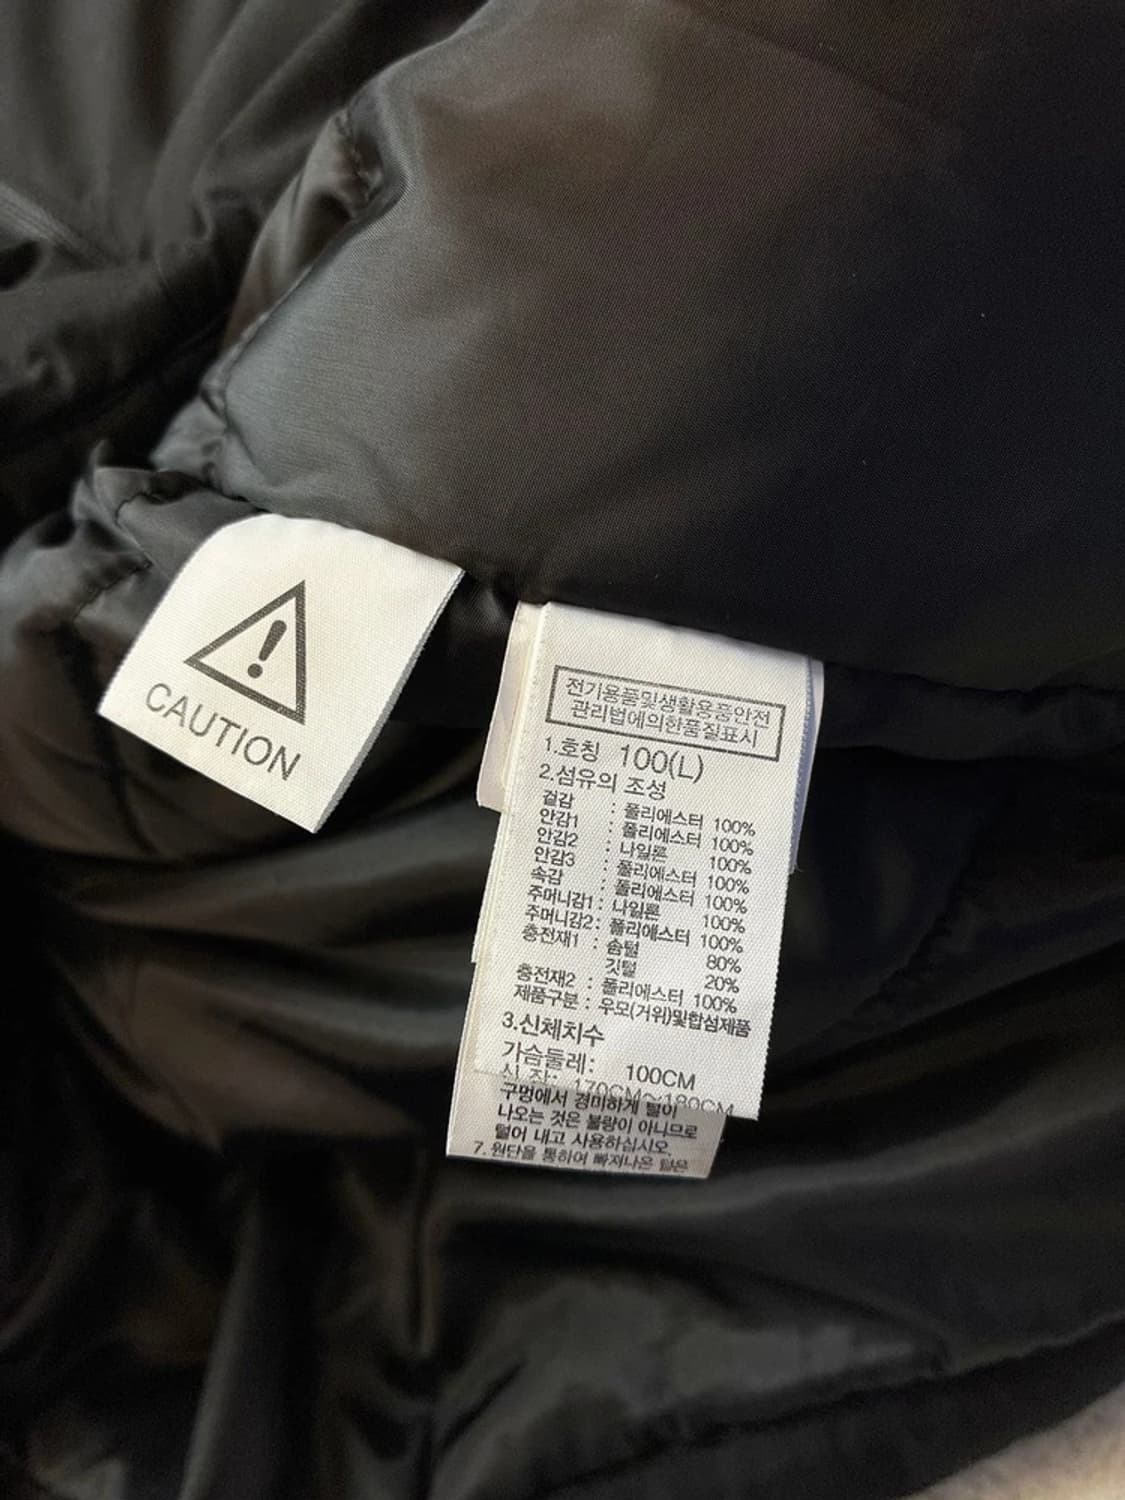 CAUTION
전기용품및생활용품안전
관리법에의한품질표시
1.호칭 100(L)
2.섬유의 조성
겉감 : 폴리에스터 100%
안감1 : 폴리에스터 100%
안감2 : 나일론 100%
안감3 : 폴리에스터 100%
속감 : 폴리에스터 100%
주머니감1 : 나일론 100%
주머니감2 : 폴리에스터 100%
충전재1 : 솜털 80%
깃털 20%
충전재2 : 폴리에스터 100%
제품구분 : 우모(거위)및합섬제품
3.신체치수
가슴둘레: 100CM
신 장: 170CM~180CM
구멍에서 경미하게 털이
나오는 것은 불량이 아니므로
털어 내고 사용하십시오.
7. 원단을 통하여 빠져나온 털은